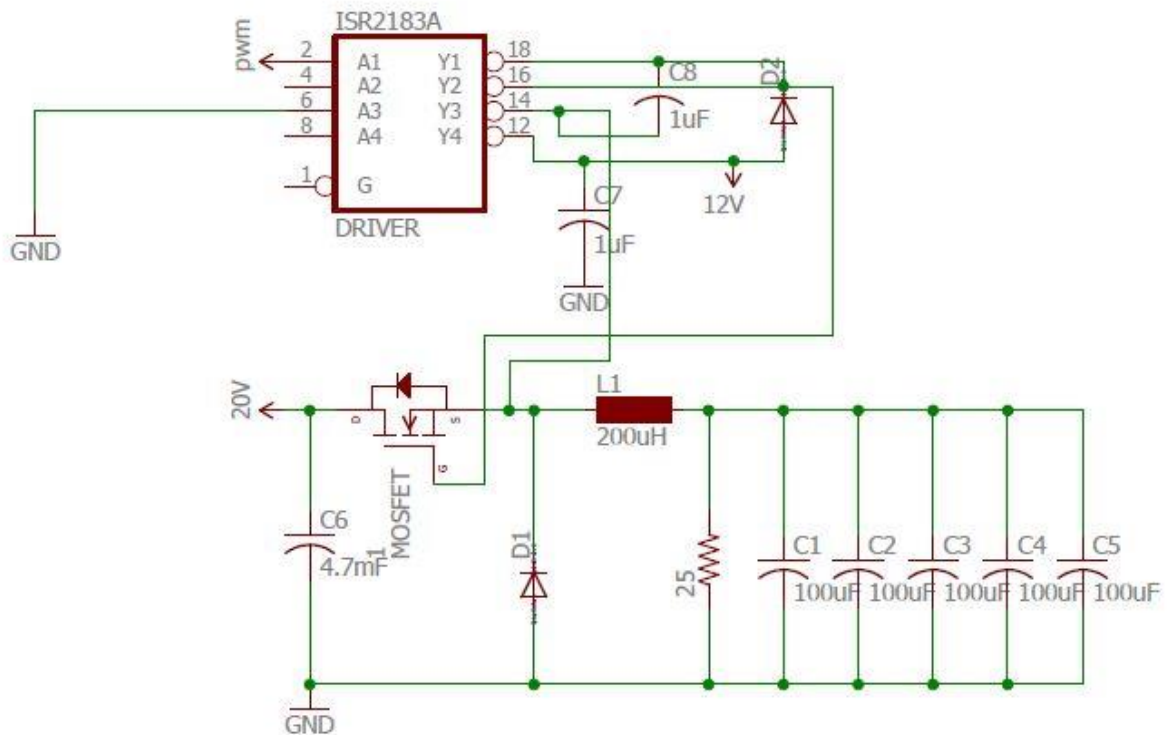 ISR2183A
pwm
2 A1 Y1 18
4 A2 Y2 16
6 A3 Y3 14
8 A4 Y4 12
1 G
DRIVER
C8
1uF
D2
12V
C7
1uF
GND
GND
20V
D
S
G
MOSFET
1
L1
200uH
C6
4.7mF
D1
25
C1
100uF
C2
100uF
C3
100uF
C4
100uF
C5
100uF
GND